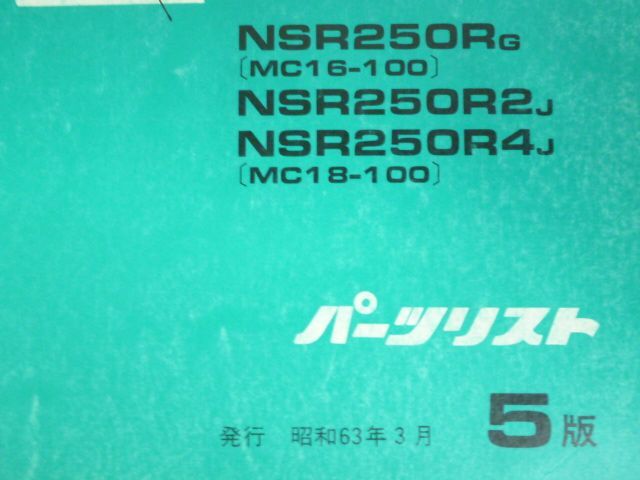 NSR250RG
〔MC16-100〕
NSR250R2J
NSR250R4J
〔MC18-100〕
パーツリスト
発行 昭和63年3月 5版